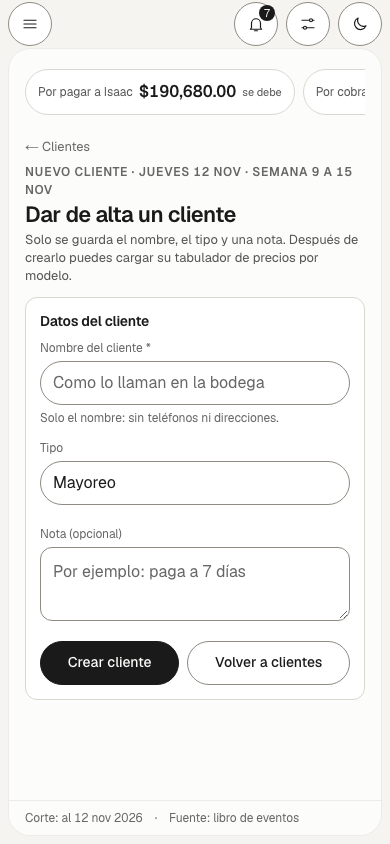 7
Por pagar a Isaac $190,680.00 se debe
Por cobra
← Clientes
NUEVO CLIENTE · JUEVES 12 NOV · SEMANA 9 A 15
NOV
Dar de alta un cliente
Solo se guarda el nombre, el tipo y una nota. Después de
crearlo puedes cargar su tabulador de precios por
modelo.
Datos del cliente
Nombre del cliente *
Como lo llaman en la bodega
Solo el nombre: sin teléfonos ni direcciones.
Tipo
Mayoreo
Nota (opcional)
Por ejemplo: paga a 7 días
Crear cliente
Volver a clientes
Corte: al 12 nov 2026 · Fuente: libro de eventos